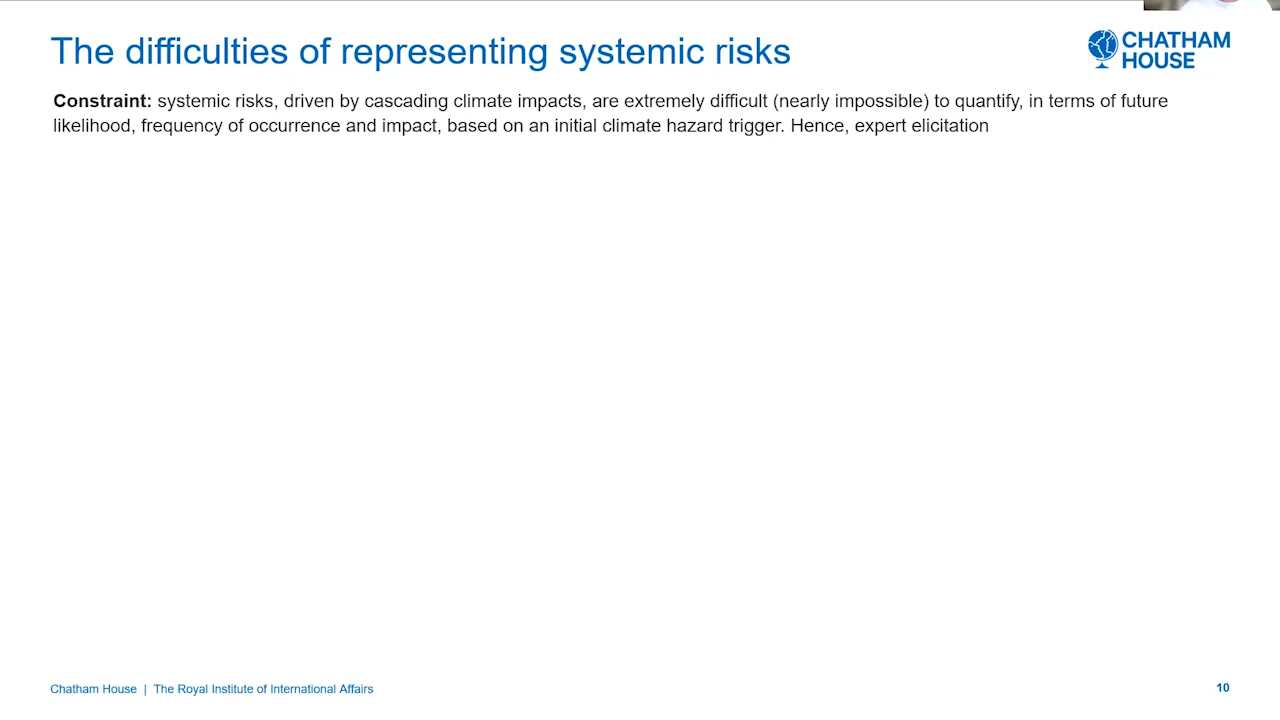 The difficulties of representing systemic risks
CHATHAM
HOUSE
Constraint: systemic risks, driven by cascading climate impacts, are extremely difficult (nearly impossible) to quantify, in terms of future
likelihood, frequency of occurrence and impact, based on an initial climate hazard trigger. Hence, expert elicitation
Chatham House | The Royal Institute of International Affairs
10